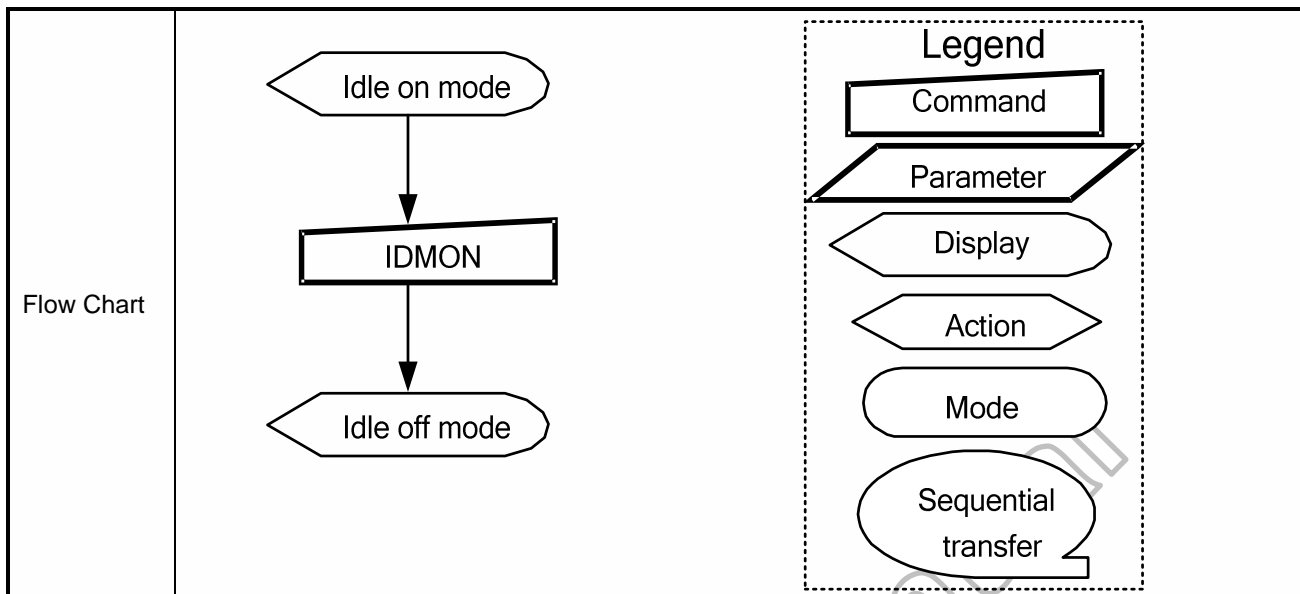 Flow Chart
Idle on mode
IDMON
Idle off mode
Legend
Command
Parameter
Display
Action
Mode
Sequential
transfer